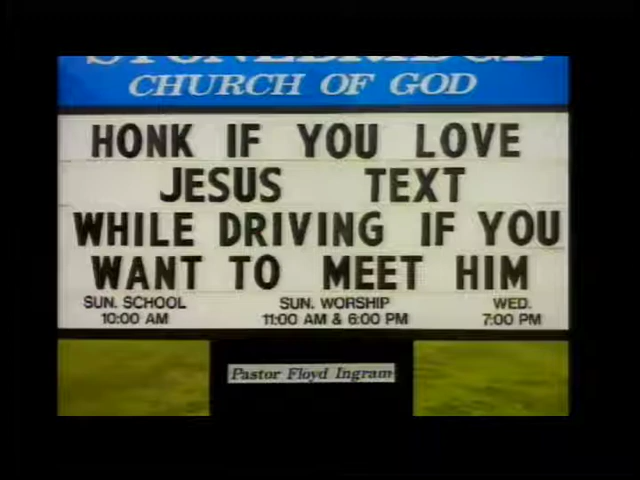 STONEBRIDGE
CHURCH OF GOD
HONK IF YOU LOVE
JESUS TEXT
WHILE DRIVING IF YOU
WANT TO MEET HIM
SUN. SCHOOL SUN. WORSHIP WED.
10:00 AM 11:00 AM & 6:00 PM 7:00 PM
Pastor Floyd Ingram